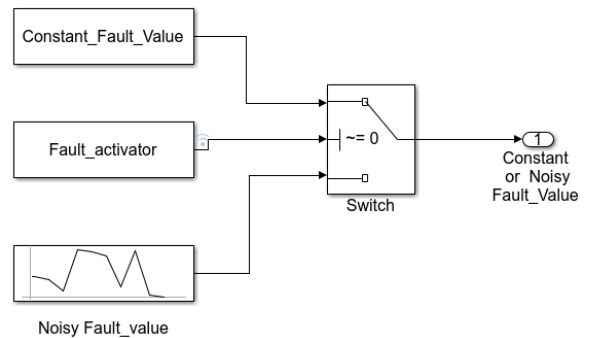 Constant_Fault_Value
Fault_activator
~= 0
Switch
1
Constant
or Noisy
Fault_Value
Noisy Fault_value